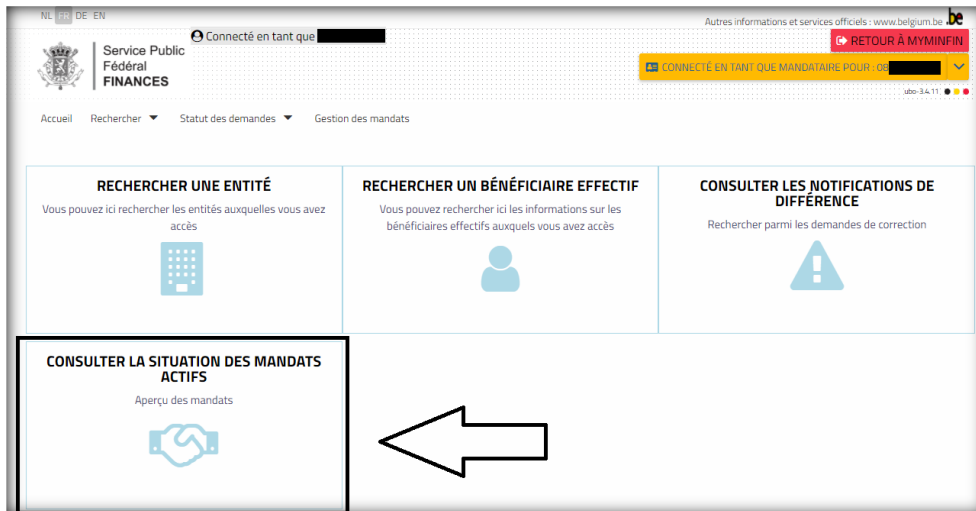 NL FR DE EN
Autres informations et services officiels : www.belgium.be .be
Connecté en tant que
RETOUR À MYMINFIN
Service Public
Fédéral
FINANCES
CONNECTÉ EN TANT QUE MANDATAIRE POUR : 08
ubo-3.4.11
Accueil Rechercher Statut des demandes Gestion des mandats
RECHERCHER UNE ENTITÉ
Vous pouvez ici rechercher les entités auxquelles vous avez
accès
RECHERCHER UN BÉNÉFICIAIRE EFFECTIF
Vous pouvez rechercher ici les informations sur les
bénéficiaires effectifs auxquels vous avez accès
CONSULTER LES NOTIFICATIONS DE
DIFFÉRENCE
Rechercher parmi les demandes de correction
CONSULTER LA SITUATION DES MANDATS
ACTIFS
Aperçu des mandats